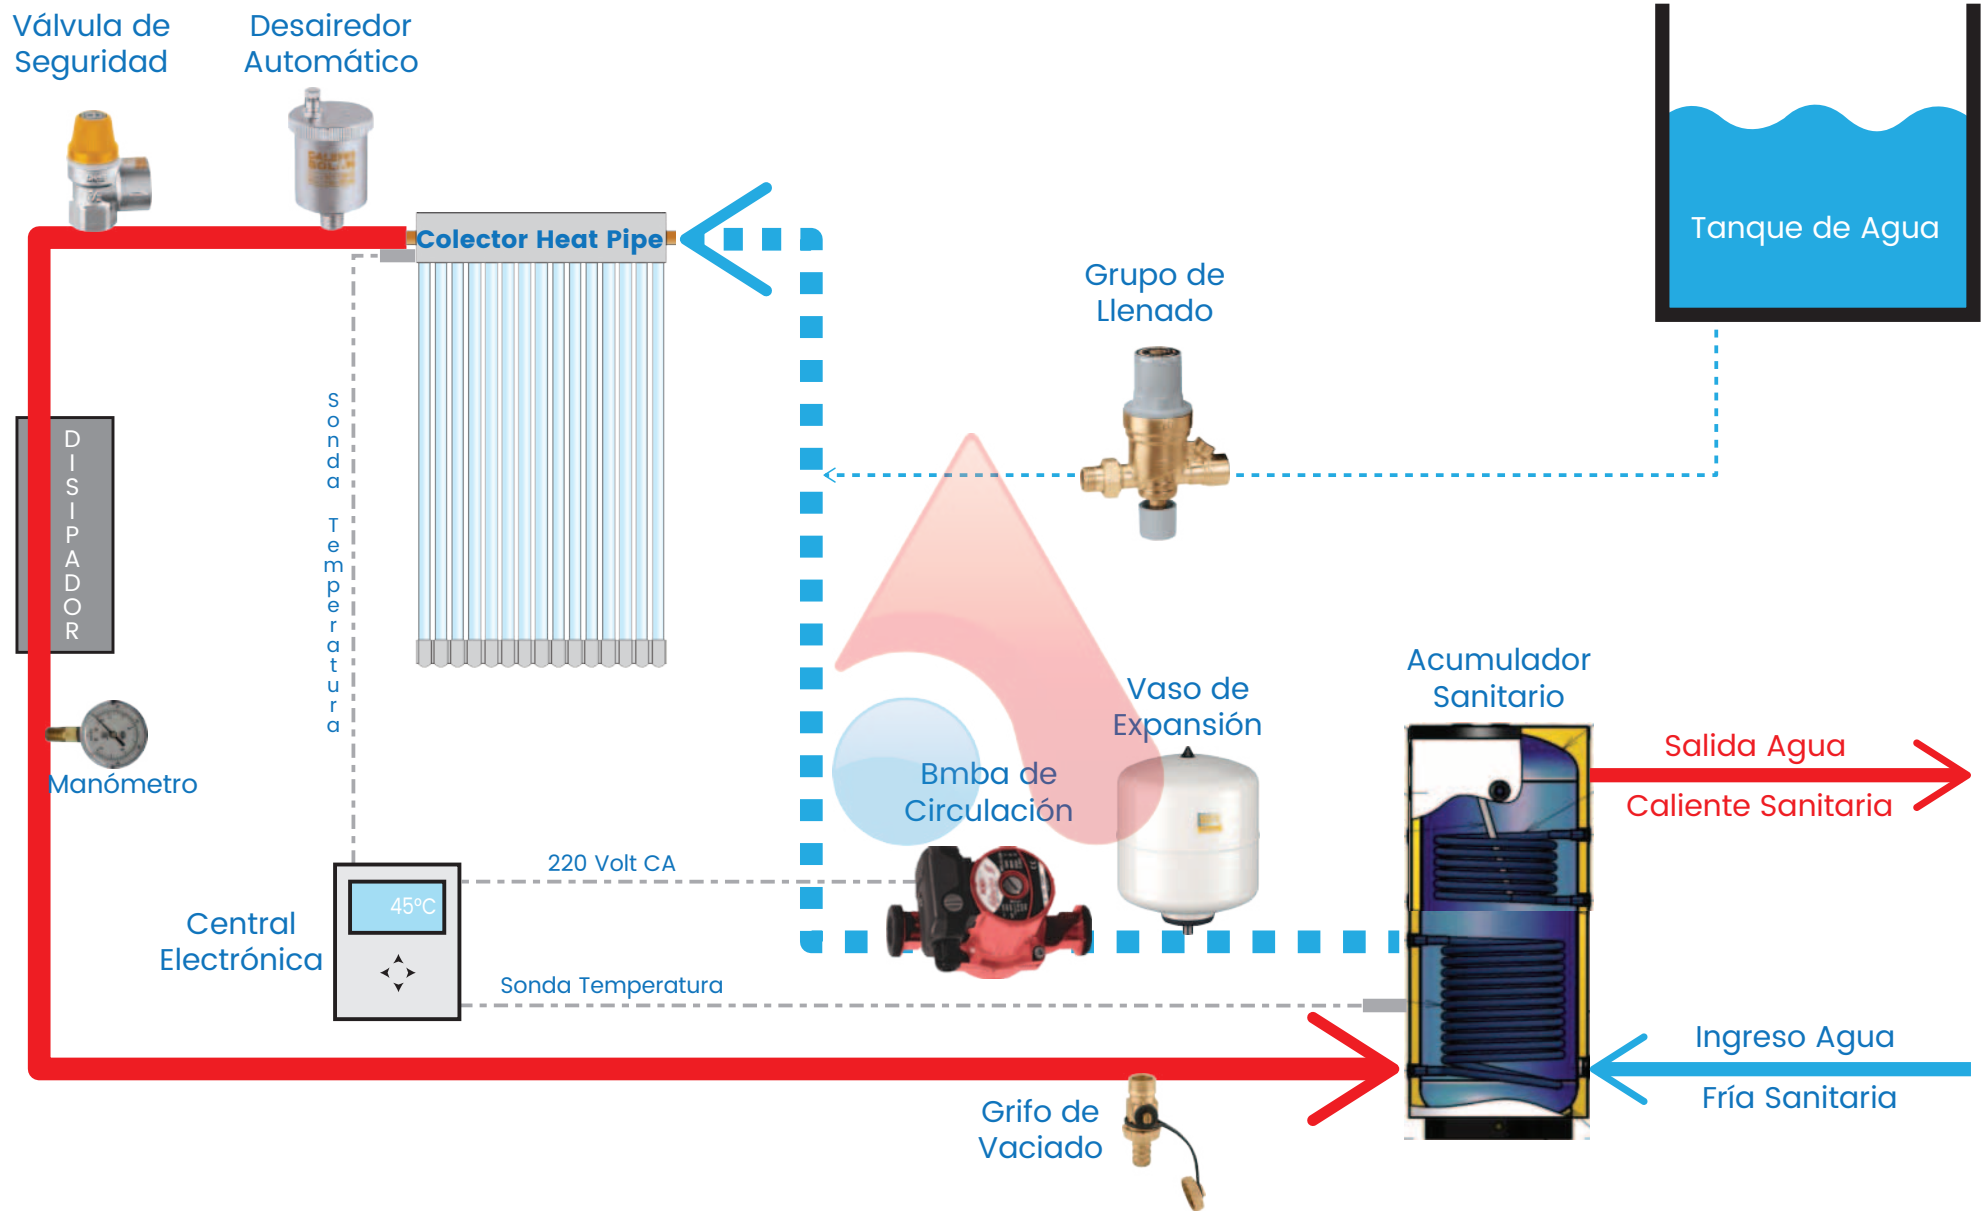 Válvula de
Seguridad
Desairedor
Automático
Tanque de Agua
Colector Heat Pipe
Grupo de
Llenado
Sonda Temperatura
DISIPADOR
Manómetro
Acumulador
Sanitario
Vaso de
Expansión
Salida Agua
Caliente Sanitaria
Bmba de
Circulación
220 Volt CA
45ºC
Central
Electrónica
Sonda Temperatura
Ingreso Agua
Fría Sanitaria
Grifo de
Vaciado